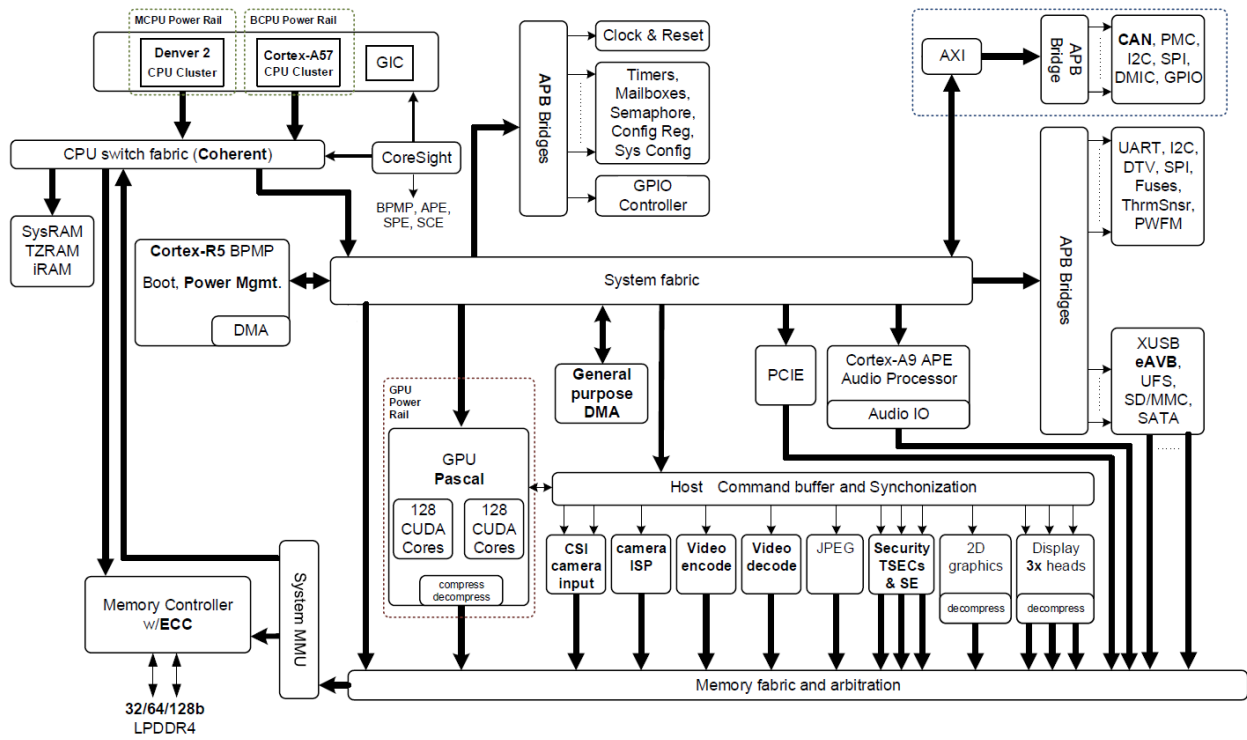 MCPU Power Rail
BCPU Power Rail
Denver 2
CPU Cluster
Cortex-A57
CPU Cluster
GIC
CPU switch fabric (Coherent)
CoreSight
BPMP, APE,
SPE, SCE
SysRAM
TZRAM
iRAM
Cortex-R5 BPMP
Boot, Power Mgmt.
DMA
APB Bridges
Clock & Reset
Timers,
Mailboxes,
Semaphore,
Config Reg,
Sys Config
GPIO
Controller
AXI
APB
Bridge
CAN, PMC,
I2C, SPI,
DMIC, GPIO
APB Bridges
UART, I2C,
DTV, SPI,
Fuses,
ThrmSnsr,
PWFM
XUSB
eAVB,
UFS,
SD/MMC,
SATA
System fabric
General
purpose
DMA
PCIE
Cortex-A9 APE
Audio Processor
Audio IO
GPU
Power
Rail
GPU
Pascal
128
CUDA
Cores
128
CUDA
Cores
compress
decompress
Host Command buffer and Synchonization
CSI
camera
input
camera
ISP
Video
encode
Video
decode
JPEG
Security
TSECs
& SE
2D
graphics
decompress
Display
3x heads
decompress
System MMU
Memory Controller
w/ECC
32/64/128b
LPDDR4
Memory fabric and arbitration